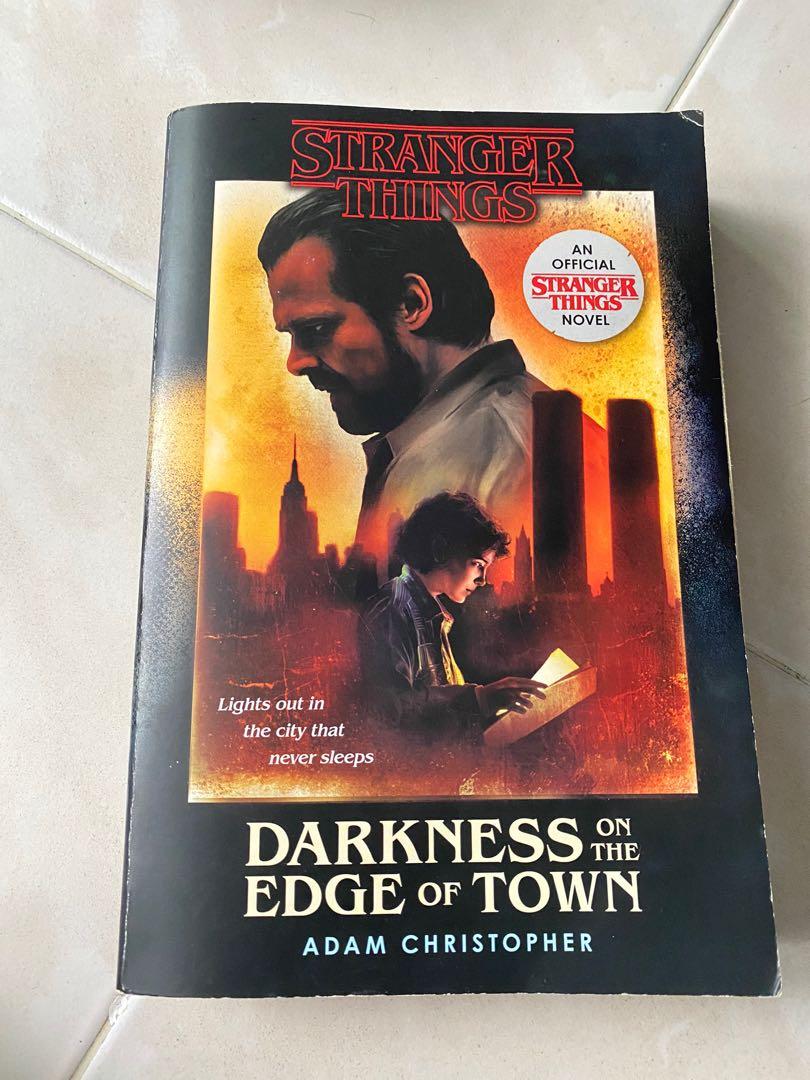 STRANGER
THINGS
AN
OFFICIAL
STRANGER
THINGS
NOVEL
Lights out in
the city that
never sleeps
DARKNESS ON THE
EDGE OF TOWN
ADAM CHRISTOPHER